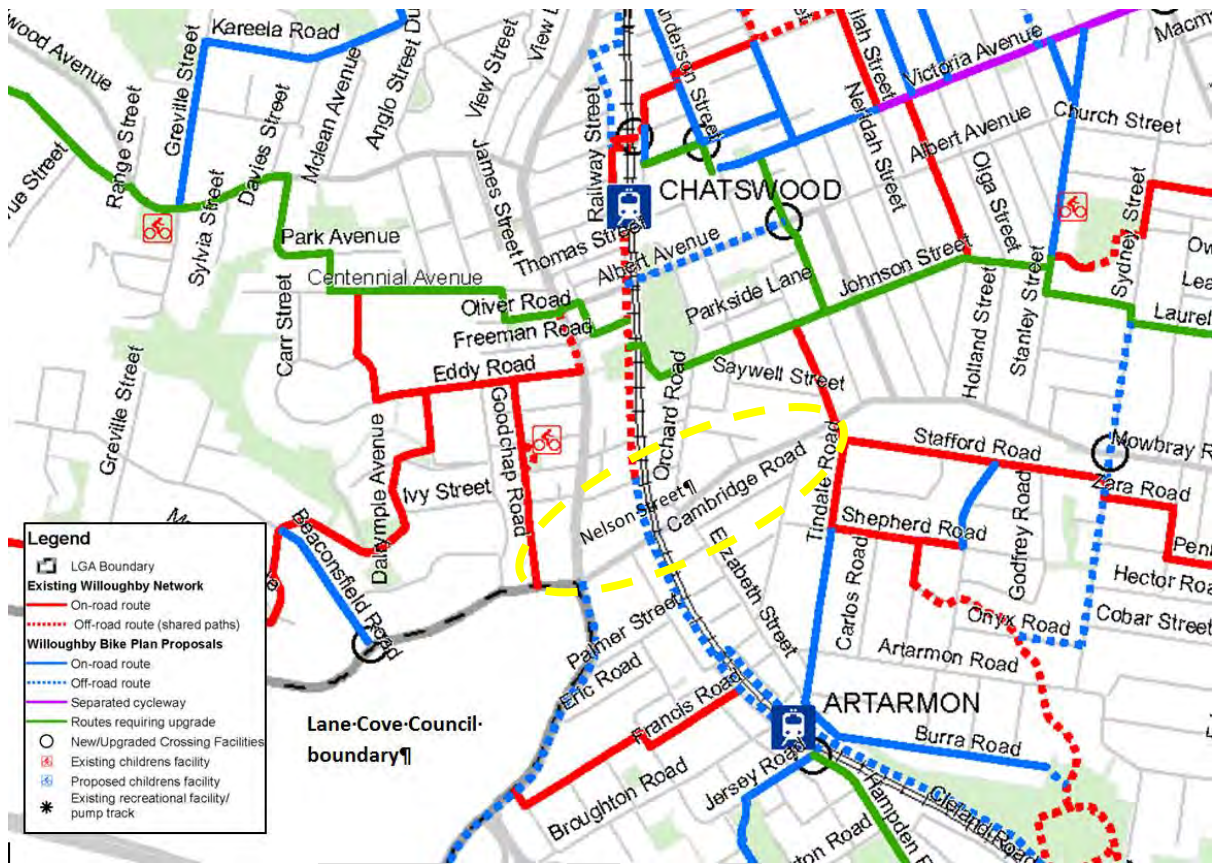 wood Avenue
Kareela Road
Greville Street
Range Street
Sylvia Street
Davies Street
Mclean Avenue
Anglo Street
View Street
James Street
Railway Street
Anderson Street
Victoria Avenue
Neridah Street
Albert Avenue
Church Street
Olga Street
CHATSWOOD
Park Avenue
Thomas Street
Albert Avenue
Sydney Street
Centennial Avenue
Oliver Road
Parkside Lane
Johnson Street
Holland Street
Stanley Street
Carr Street
Freeman Road
Eddy Road
Saywell Street
Greville Street
Goodchap Road
Orchard Road
Stafford Road
Dalrymple Avenue
Ivy Street
Nelson Street¶
Cambridge Road
Tindale Road
Zara Road
Shepherd Road
Godfrey Road
Beaconsfield Road
Elizabeth Street
Carlos Road
Onyx Road
Cobar Street
Palmer Street
Artarmon Road
Eric Road
Francis Road
ARTARMON
Burra Road
Broughton Road
Jersey Road
Cleland Road
Lane·Cove·Council·
boundary¶
Legend
LGA Boundary
Existing Willoughby Network
On-road route
Off-road route (shared paths)
Willoughby Bike Plan Proposals
On-road route
Off-road route
Separated cycleway
Routes requiring upgrade
New/Upgraded Crossing Facilities
Existing childrens facility
Proposed childrens facility
Existing recreational facility/
pump track